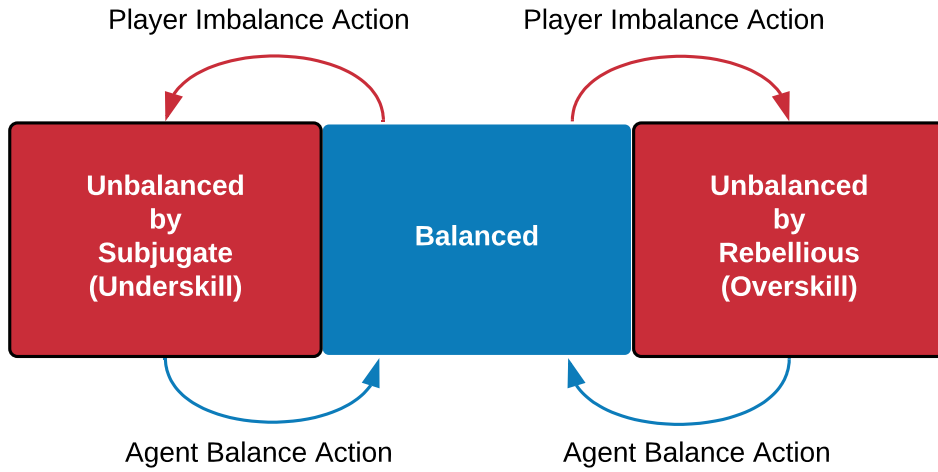 Player Imbalance Action
Player Imbalance Action
Unbalanced
by
Subjugate
(Underskill)
Balanced
Unbalanced
by
Rebellious
(Overskill)
Agent Balance Action
Agent Balance Action